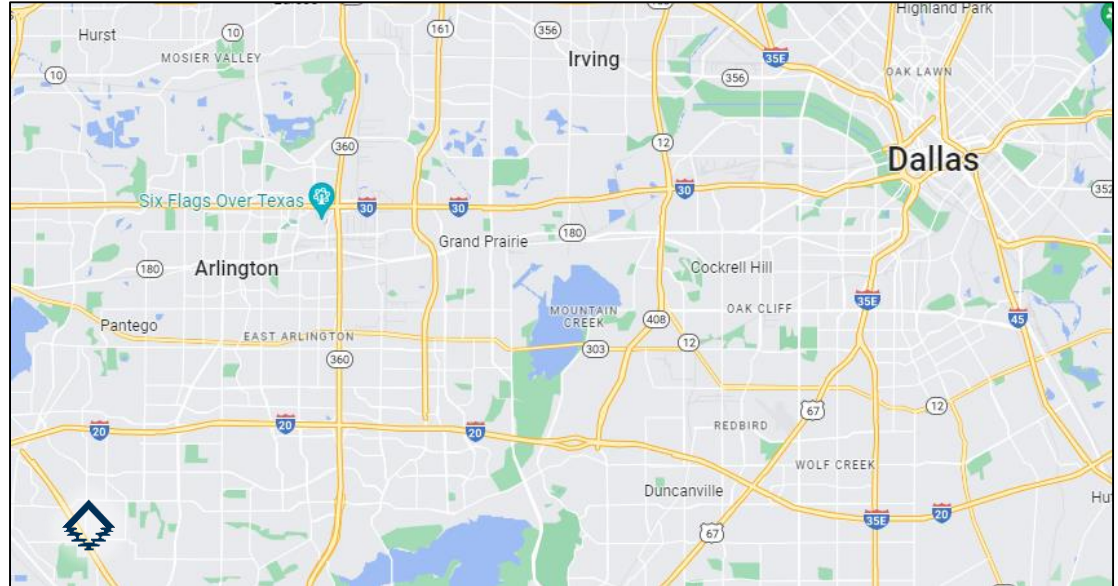 Hurst
10
161
356
Highland Park
MOSIER VALLEY
Irving
35E
OAK LAWN
10
356
360
12
Dallas
Six Flags Over Texas
30
30
30
352
Grand Prairie
180
180
Arlington
Cockrell Hill
MOUNTAIN
CREEK
OAK CLIFF
35E
Pantego
EAST ARLINGTON
408
45
360
303
12
67
12
20
20
20
REDBIRD
WOLF CREEK
Duncanville
67
35E
20